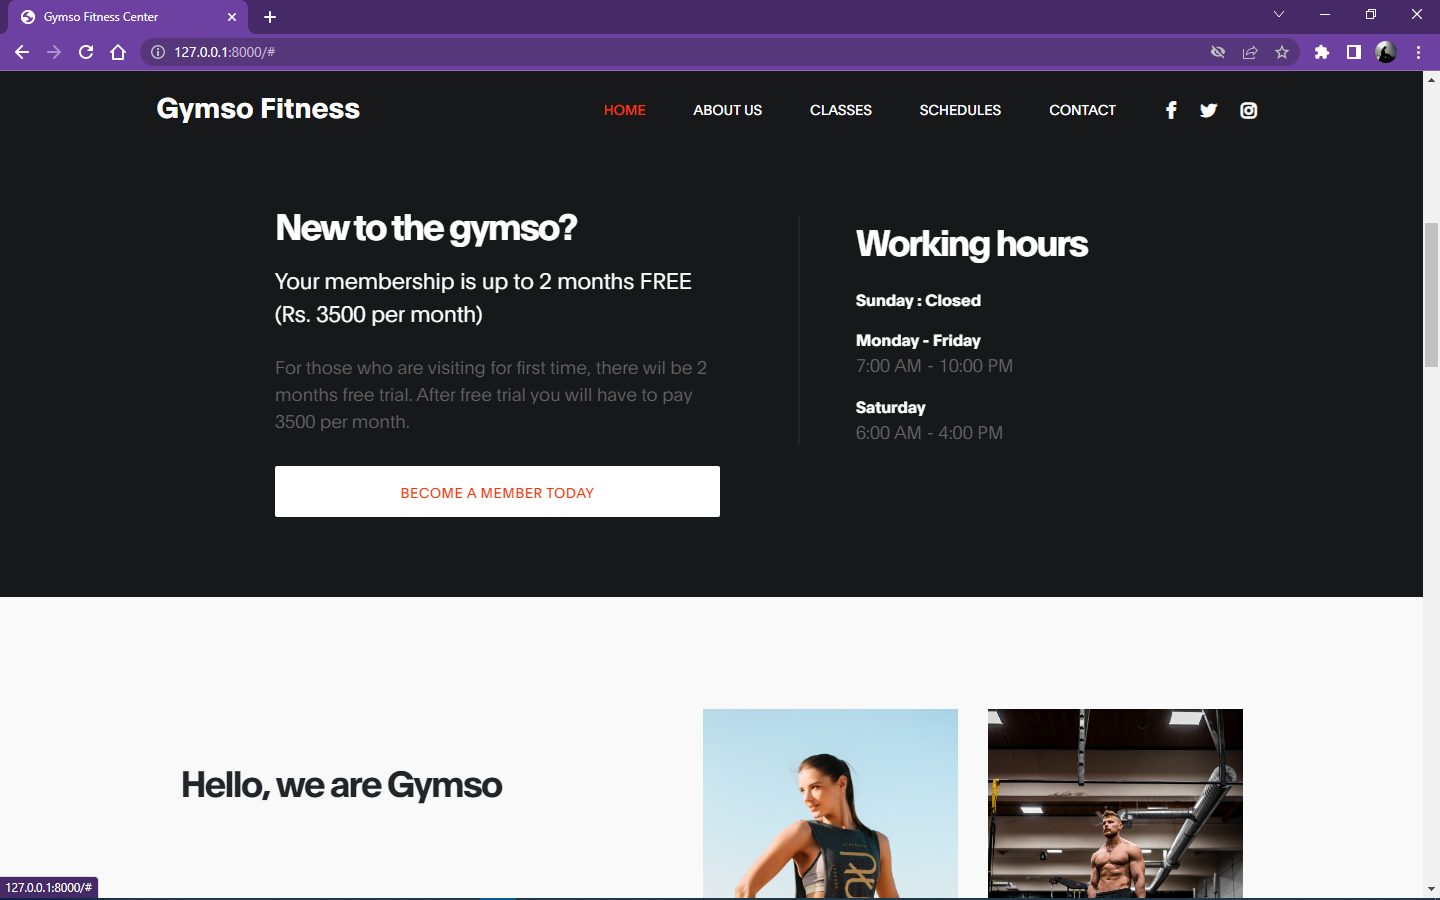 Gymso Fitness Center
127.0.0.1:8000/#
Gymso Fitness
HOME
ABOUT US
CLASSES
SCHEDULES
CONTACT
New to the gymso?
Your membership is up to 2 months FREE
(Rs. 3500 per month)
For those who are visiting for first time, there wil be 2
months free trial. After free trial you will have to pay
3500 per month.
BECOME A MEMBER TODAY
Working hours
Sunday : Closed
Monday - Friday
7:00 AM - 10:00 PM
Saturday
6:00 AM - 4:00 PM
Hello, we are Gymso
127.0.0.1:8000/#